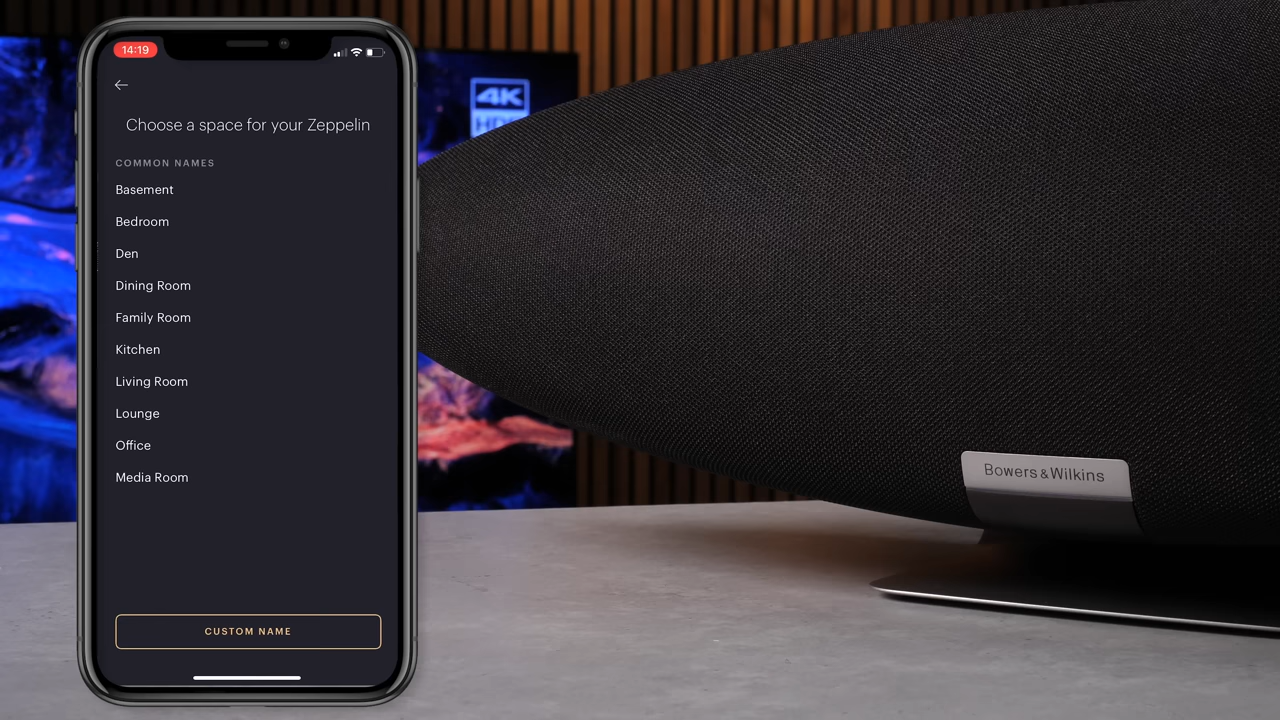 14:19
Choose a space for your Zeppelin
COMMON NAMES
Basement
Bedroom
Den
Dining Room
Family Room
Kitchen
Living Room
Lounge
Office
Media Room
CUSTOM NAME
4K
HDR
Bowers & Wilkins